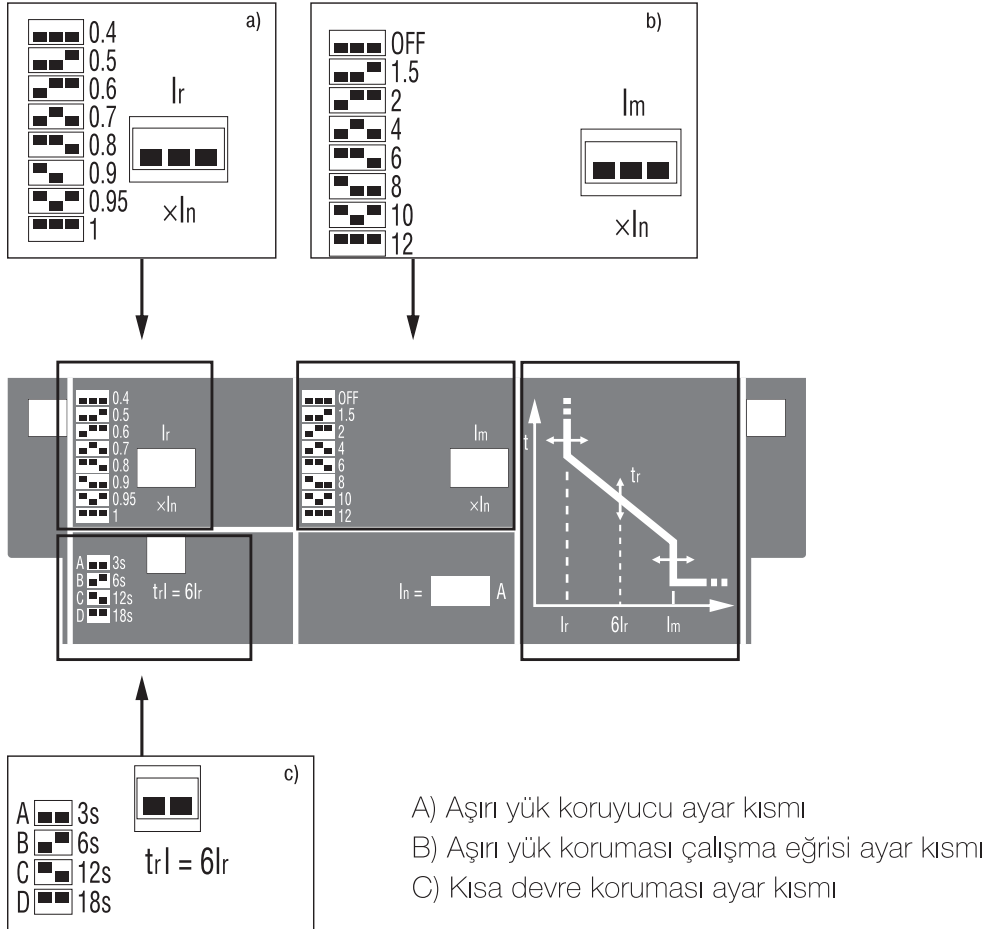 a)
0.4
0.5
0.6
0.7
0.8
0.9
0.95
1
Ir
×In
b)
OFF
1.5
2
4
6
8
10
12
Im
×In
0.4
0.5
0.6
0.7
0.8
0.9
0.95
1
Ir
×In
OFF
1.5
2
4
6
8
10
12
Im
×In
t
tr
Ir 6Ir Im
A 3s
B 6s
C 12s
D 18s
trI = 6Ir
In = A
c)
A 3s
B 6s
C 12s
D 18s
trI = 6Ir
A) Aşırı yük koruyucu ayar kısmı
B) Aşırı yük koruması çalışma eğrisi ayar kısmı
C) Kısa devre koruması ayar kısmı